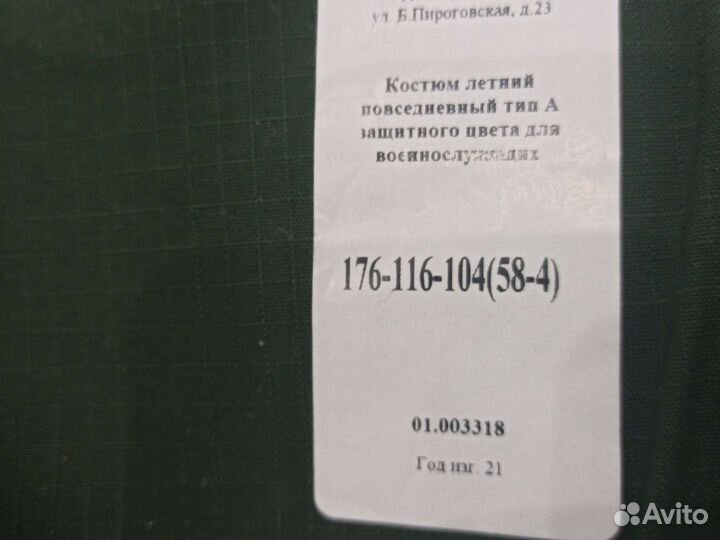 ул. Б.Пироговская, д.23
Костюм летний
повседневный тип А
защитного цвета для
военнослужащих
176-116-104(58-4)
01.003318
Год изг. 21
Avito